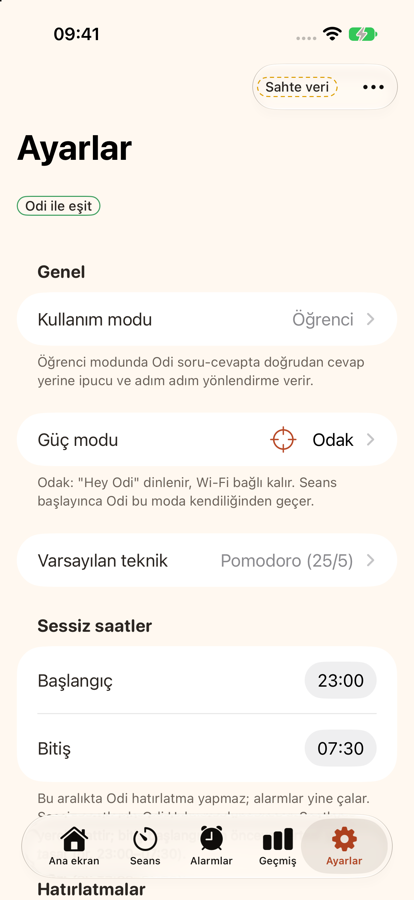 09:41
Sahte veri
Ayarlar
Odi ile eşit
Genel
Kullanım modu
Öğrenci
Öğrenci modunda Odi soru-cevapta doğrudan cevap
yerine ipucu ve adım adım yönlendirme verir.
Güç modu
Odak
Odak: "Hey Odi" dinlenir, Wi-Fi bağlı kalır. Seans
başlayınca Odi bu moda kendiliğinden geçer.
Varsayılan teknik
Pomodoro (25/5)
Sessiz saatler
Başlangıç
23:00
Bitiş
07:30
Bu aralıkta Odi hatırlatma yapmaz; alarmlar yine çalar.
Ana ekran
Seans
Alarmlar
Geçmiş
Ayarlar
Hatırlatmalar